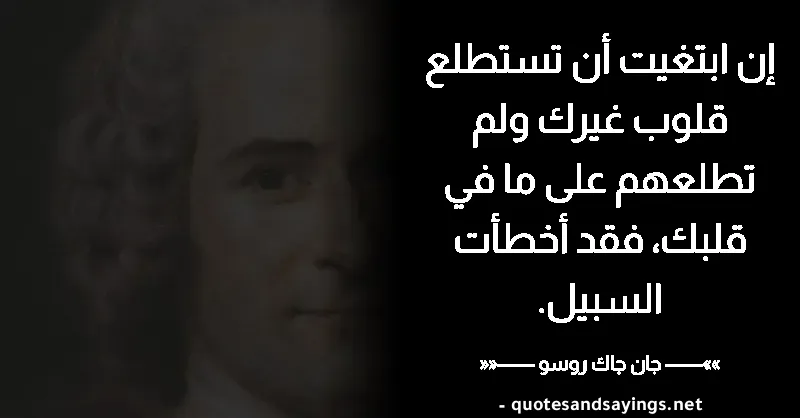 إن ابتغيت أن تستطلع
قلوب غيرك ولم
تطلعهم على ما في
قلبك، فقد أخطأت
السبيل.
»»—— جان جاك روسو ——««
- quotesandsayings.net